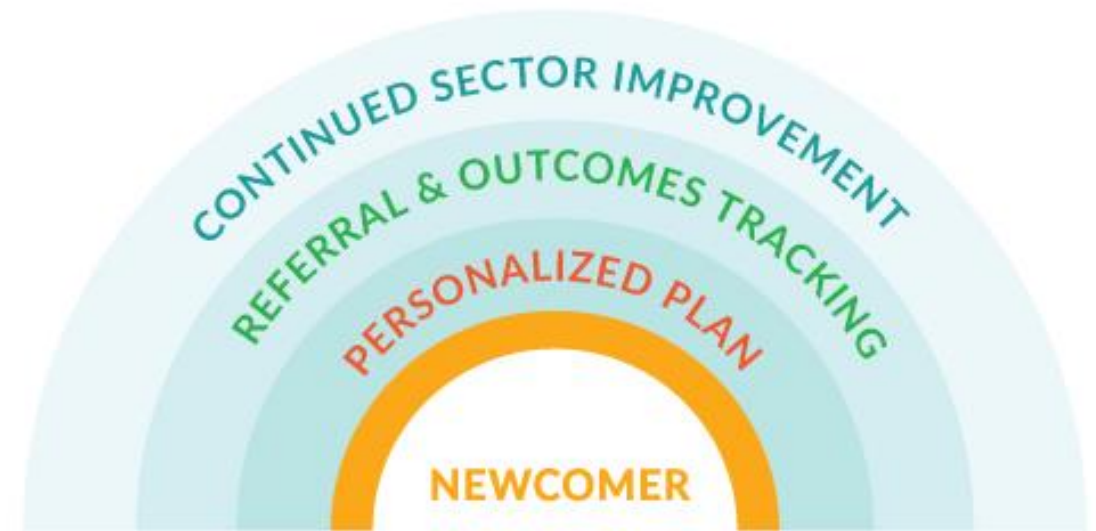 CONTINUED SECTOR IMPROVEMENT
REFERRAL & OUTCOMES TRACKING
PERSONALIZED PLAN
NEWCOMER